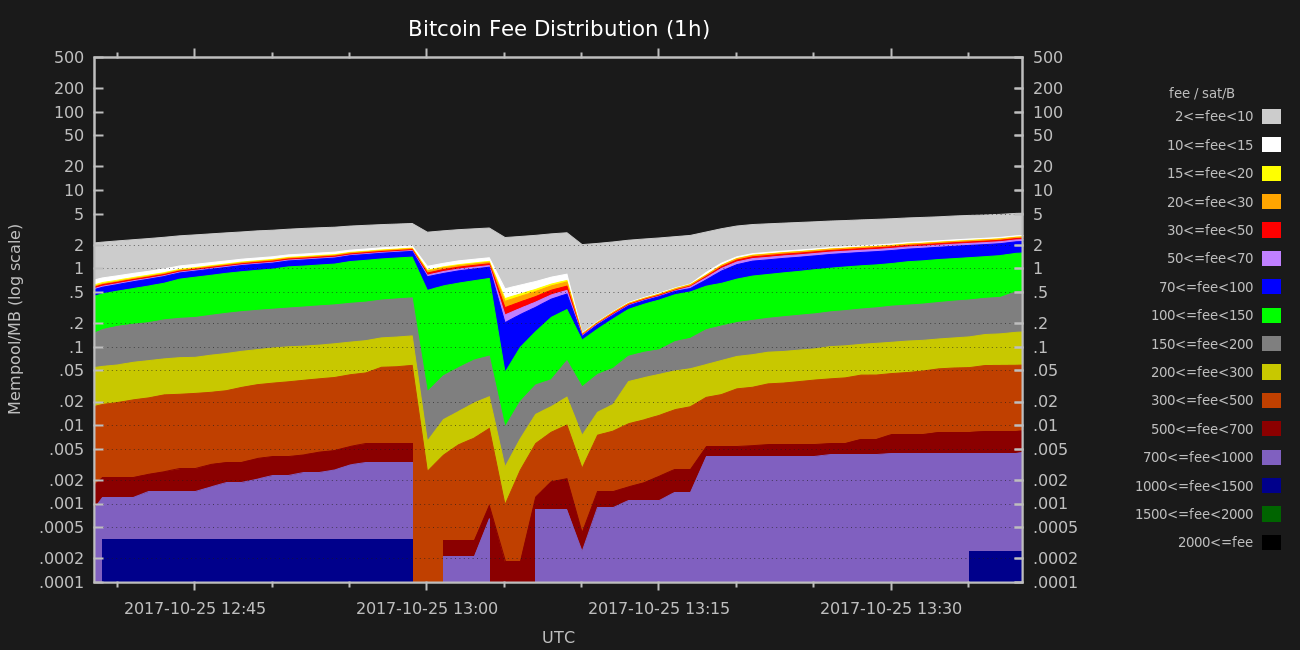 Bitcoin Fee Distribution (1h)
500 500
200 200
100 100
50 50
20 20
10 10
5 5
2 2
1 1
.5 .5
.2 .2
.1 .1
.05 .05
.02 .02
.01 .01
.005 .005
.002 .002
.001 .001
.0005 .0005
.0002 .0002
.0001 .0001
Mempool/MB (log scale)
2017-10-25 12:45 2017-10-25 13:00 2017-10-25 13:15 2017-10-25 13:30
UTC
fee / sat/B
2<=fee<10
10<=fee<15
15<=fee<20
20<=fee<30
30<=fee<50
50<=fee<70
70<=fee<100
100<=fee<150
150<=fee<200
200<=fee<300
300<=fee<500
500<=fee<700
700<=fee<1000
1000<=fee<1500
1500<=fee<2000
2000<=fee